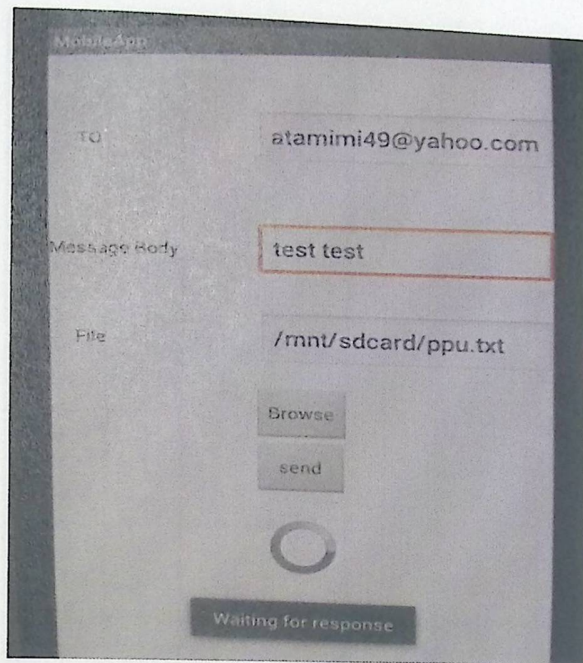 MobileApp
TO
atamimi49@yahoo.com
Message Body
test test
File
/mnt/sdcard/ppu.txt
Browse
send
Waiting for response